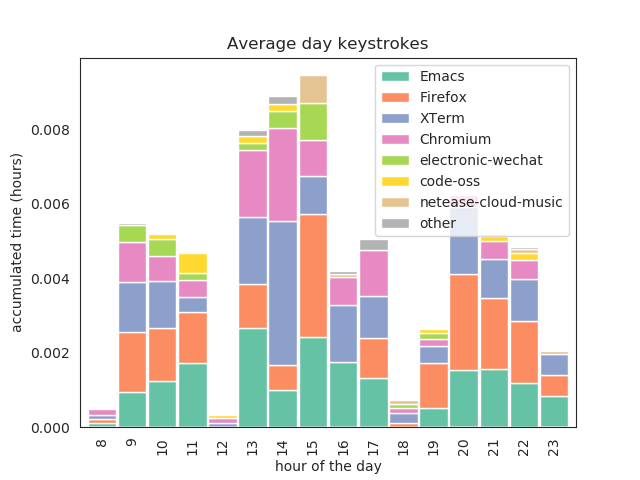 Average day keystrokes
Emacs
Firefox
XTerm
Chromium
electronic-wechat
code-oss
netease-cloud-music
other
accumulated time (hours)
0.008
0.006
0.004
0.002
0.000
8 9 10 11 12 13 14 15 16 17 18 19 20 21 22 23
hour of the day